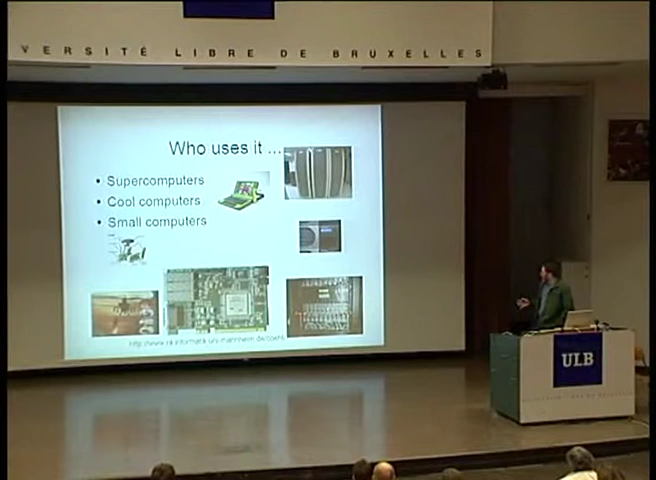 VERSITÉ LIBRE DE BRUXELLES
Who uses it ...
• Supercomputers
• Cool computers
• Small computers
ULB